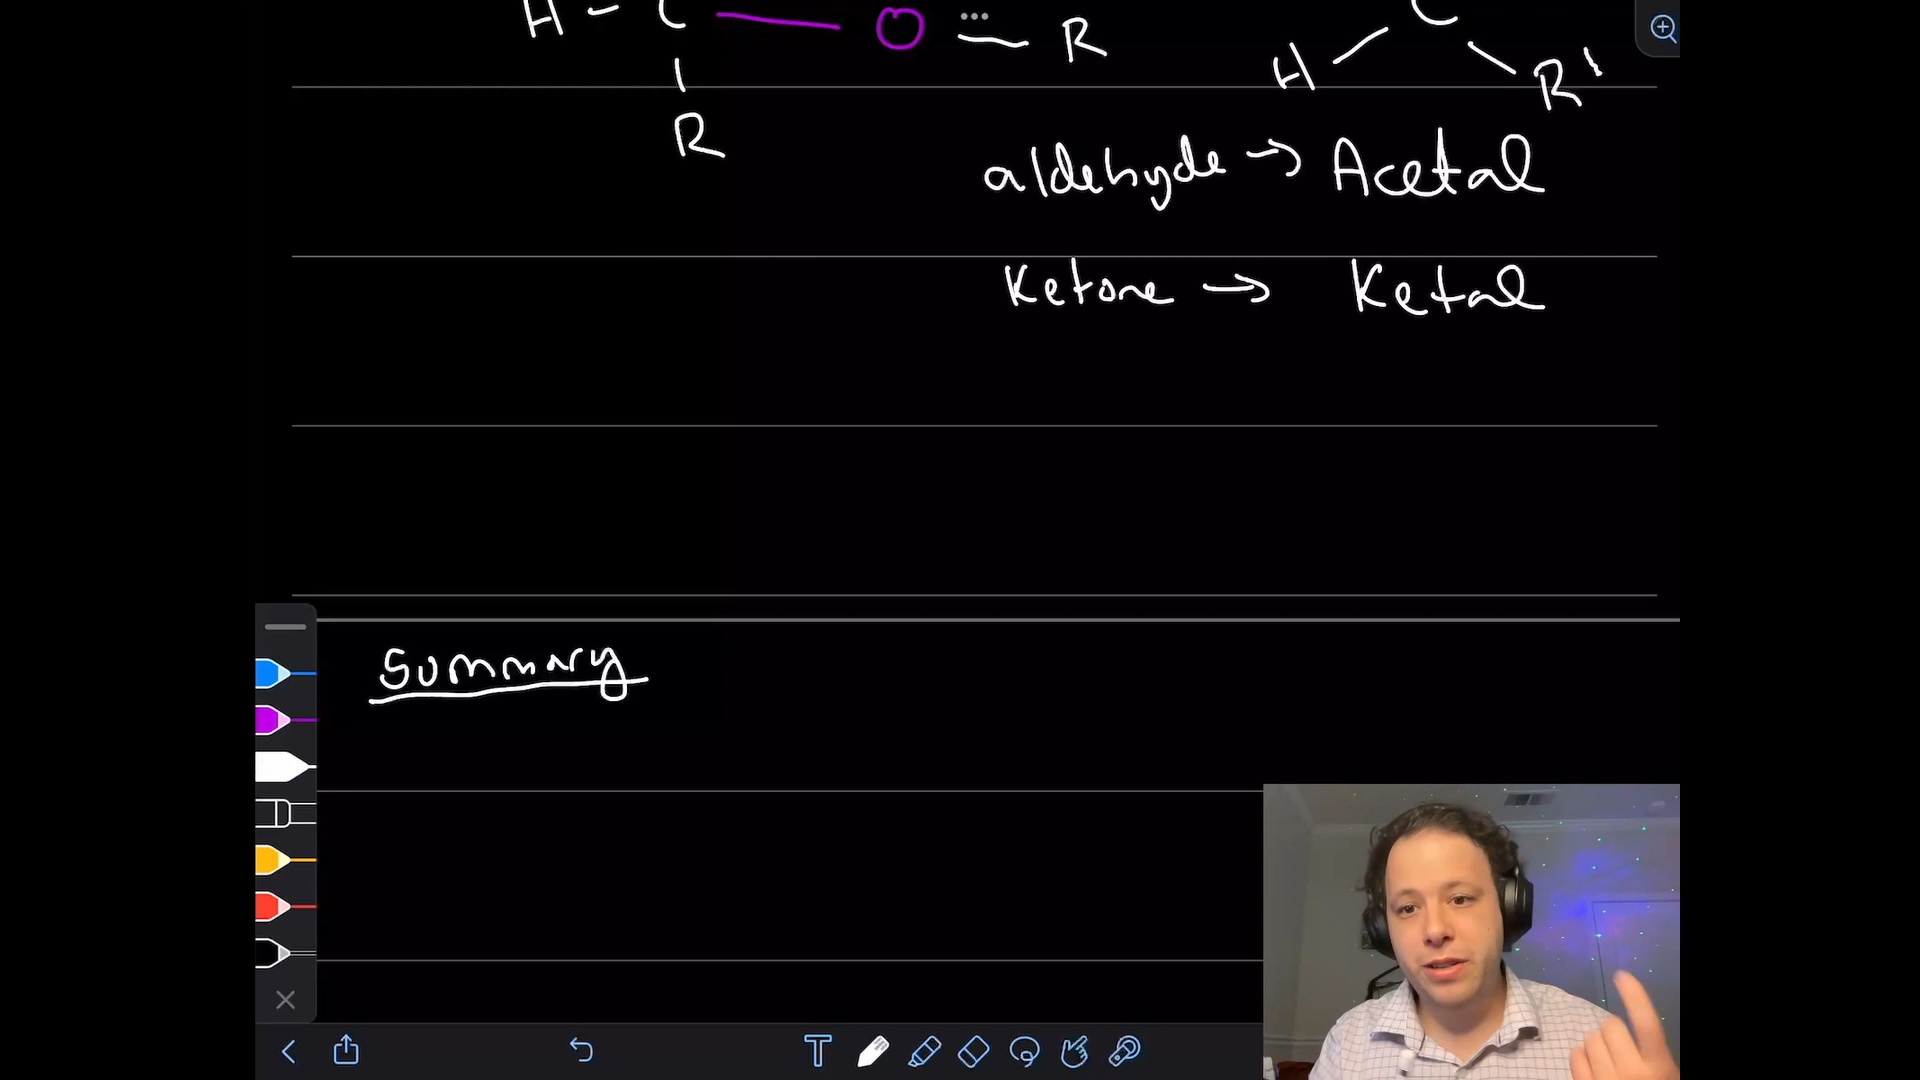 H - C — O — R
C
R
H
R'
aldehyde → Acetal
Ketone → Ketal
Summary
T